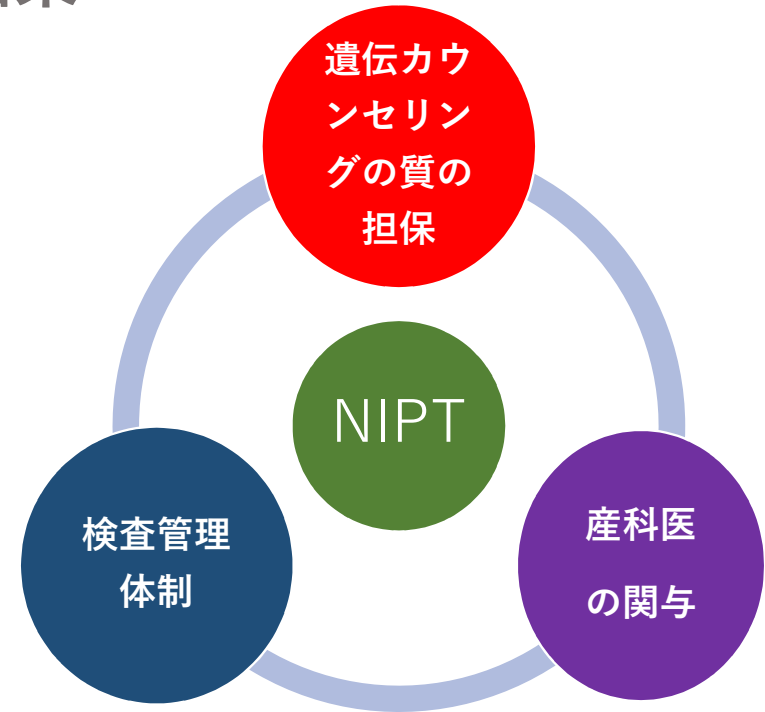 遺伝カウ
ンセリン
グの質の
担保
NIPT
検査管理
体制
産科医
の関与